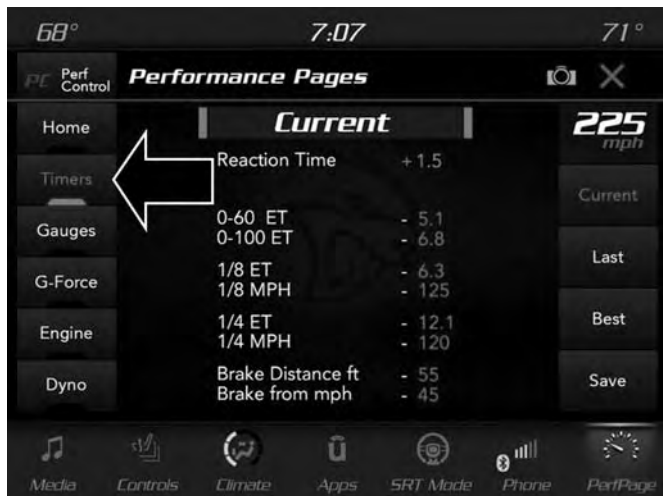 68° 7:07 71°
PC Perf Control Performance Pages
Home Current 225 mph
Reaction Time +1.5
Timers Current
0-60 ET - 5.1
Gauges 0-100 ET - 6.8
Last
G-Force 1/8 ET - 6.3
1/8 MPH - 125
Engine 1/4 ET - 12.1 Best
1/4 MPH - 120
Dyno Brake Distance ft - 55 Save
Brake from mph - 45
Media Controls Climate Apps SRT Mode Phone PerfPage